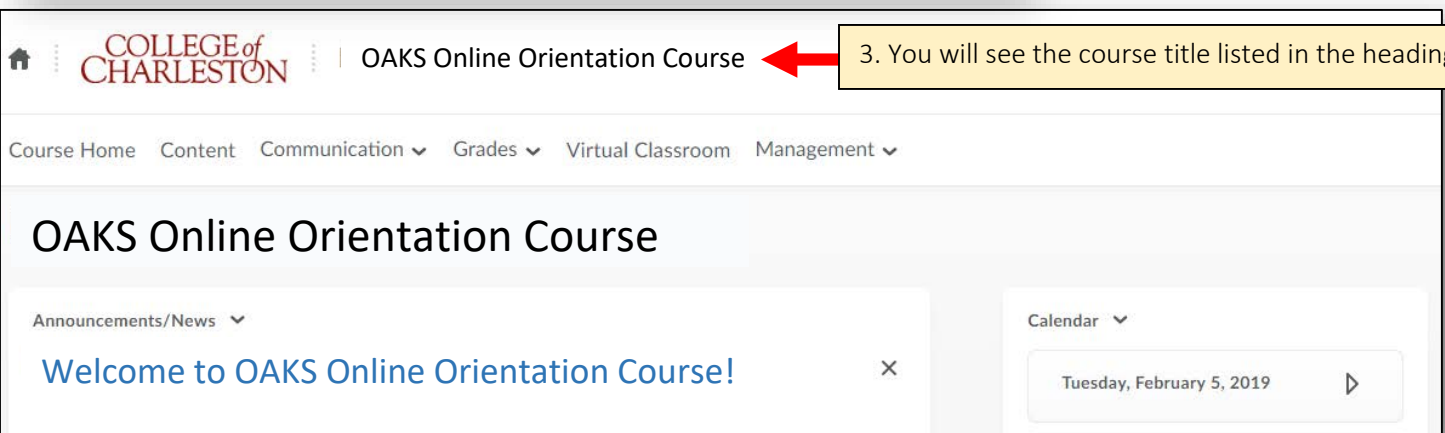 COLLEGE of
CHARLESTON
OAKS Online Orientation Course
3. You will see the course title listed in the
Course Home Content Communication Grades Virtual Classroom Management
OAKS Online Orientation Course
Announcements/News
Calendar
Welcome to OAKS Online Orientation Course!
Tuesday, February 5, 2019